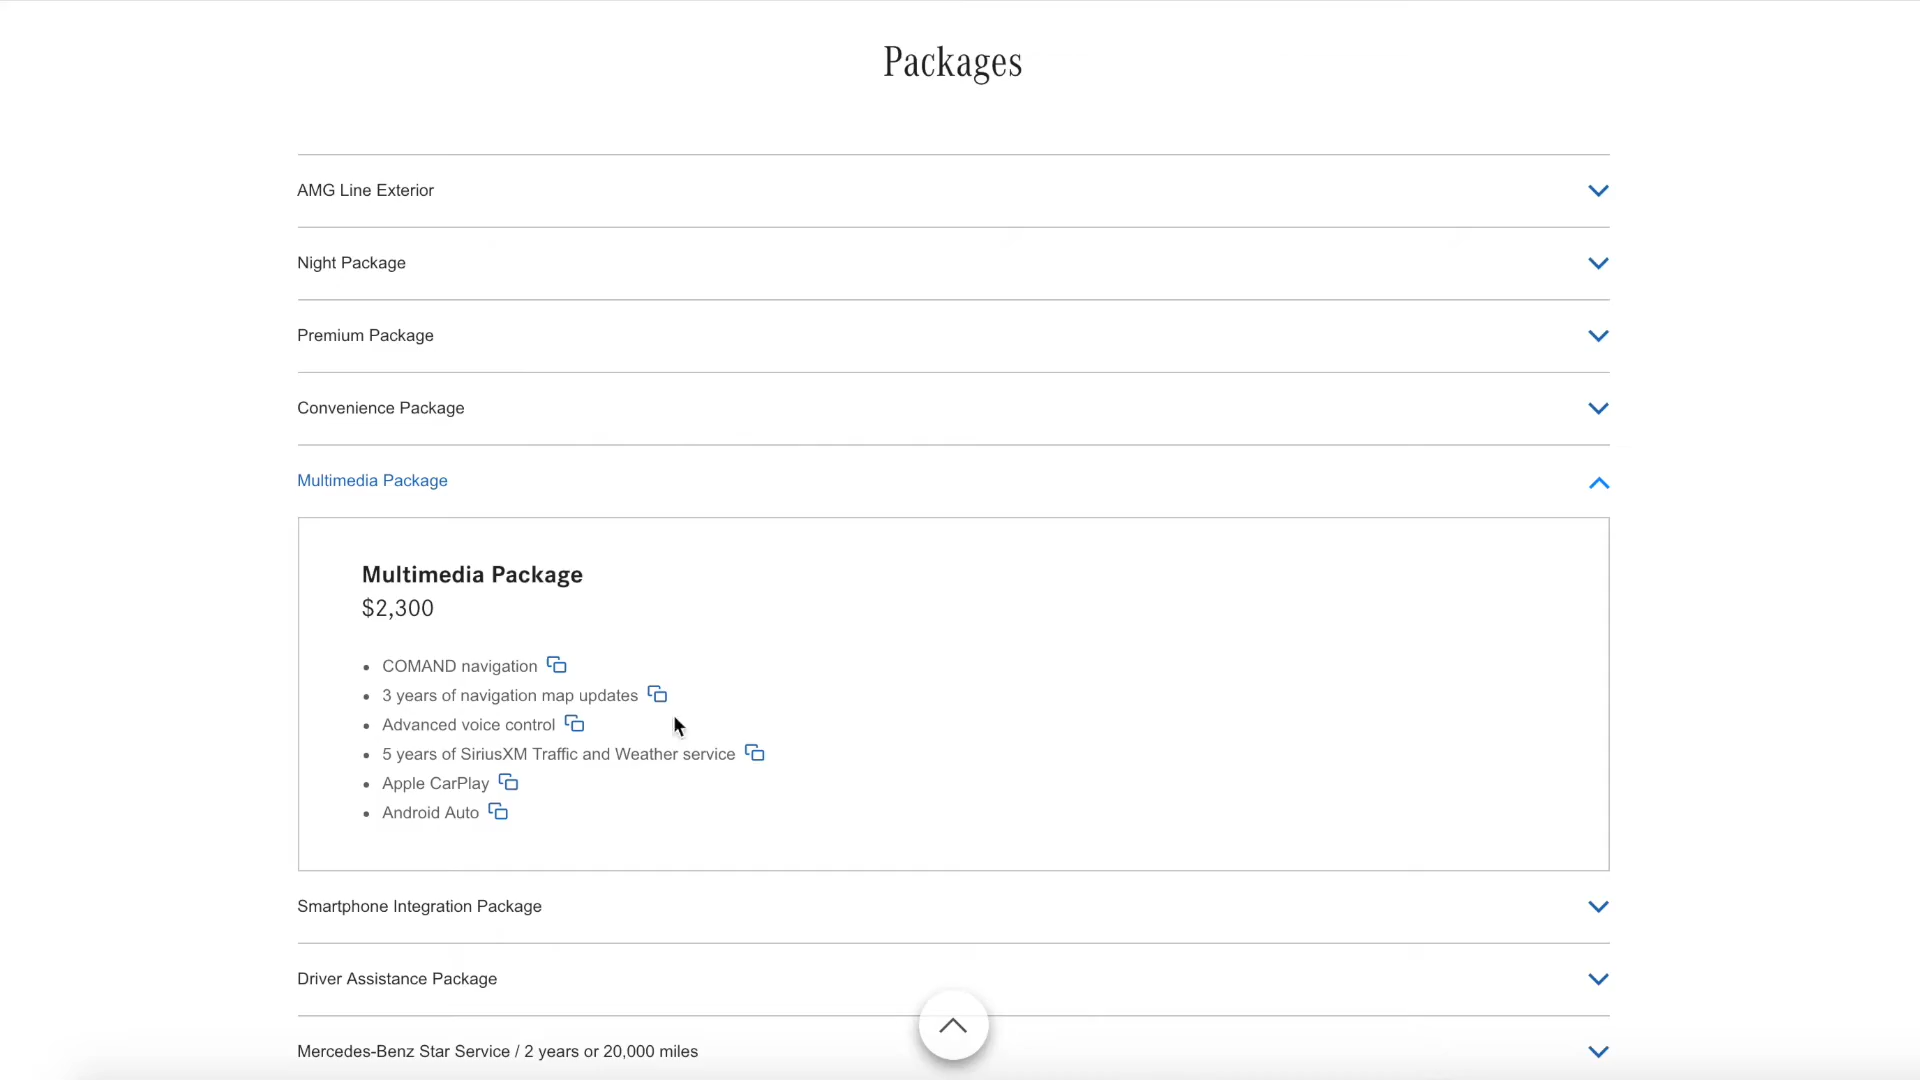 Packages
AMG Line Exterior
Night Package
Premium Package
Convenience Package
Multimedia Package
Multimedia Package
$2,300
COMAND navigation
3 years of navigation map updates
Advanced voice control
5 years of SiriusXM Traffic and Weather service
Apple CarPlay
Android Auto
Smartphone Integration Package
Driver Assistance Package
Mercedes-Benz Star Service / 2 years or 20,000 miles